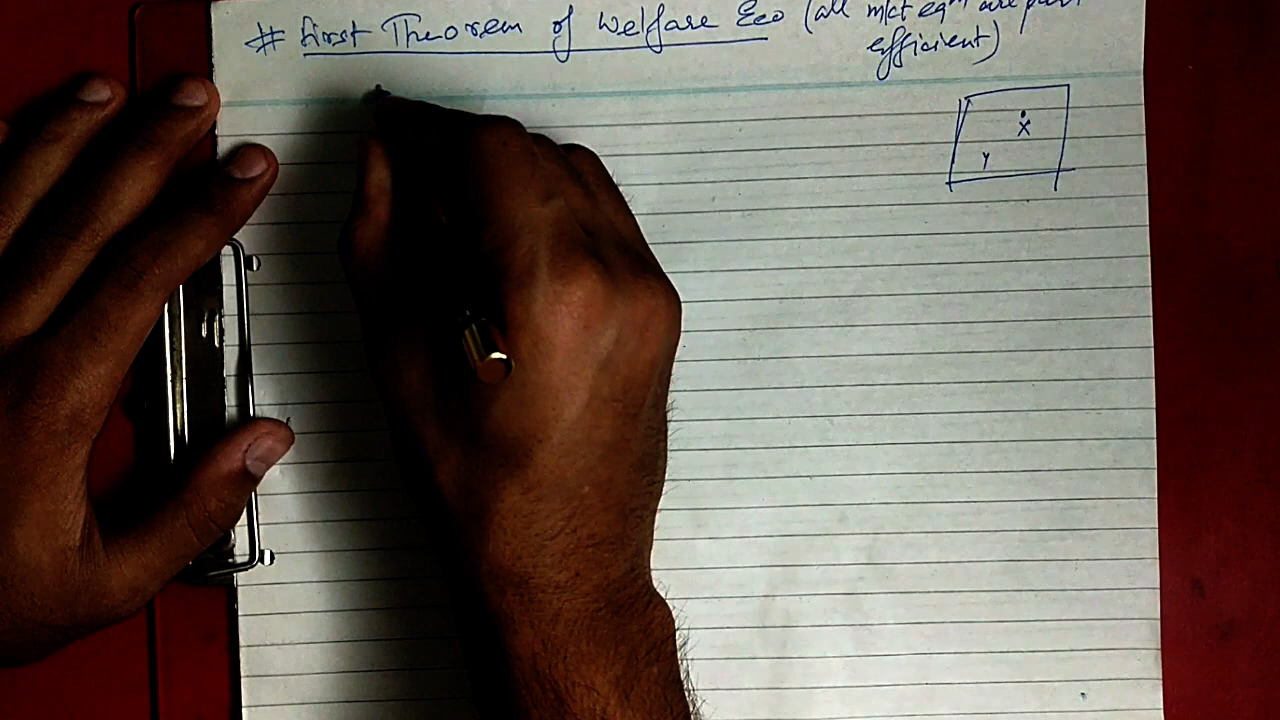 # First Theorem of Welfare Eco (all mkt eqm are
efficient)
X
Y